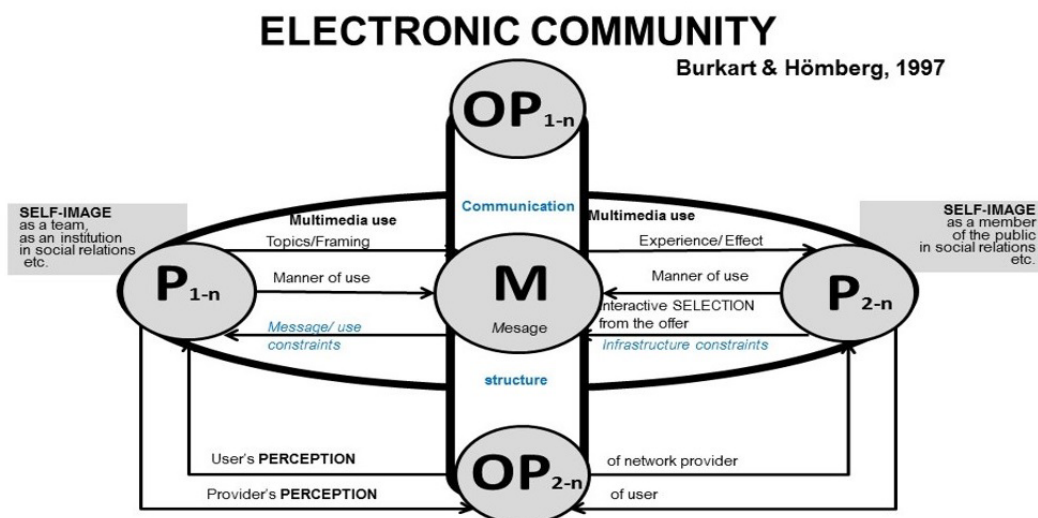 ELECTRONIC COMMUNITY
Burkart & Hömberg, 1997
OP1-n
SELF-IMAGE
as a team,
as an institution
in social relations
etc.
Multimedia use
Communication
Multimedia use
SELF-IMAGE
as a member
of the public
in social relations
etc.
Topics/Framing
Experience/ Effect
P1-n
Manner of use
M
Mesage
Manner of use
P2-n
Interactive SELECTION
from the offer
Message/ use
constraints
Infrastructure constraints
structure
User's PERCEPTION
OP2-n
of network provider
Provider's PERCEPTION
of user